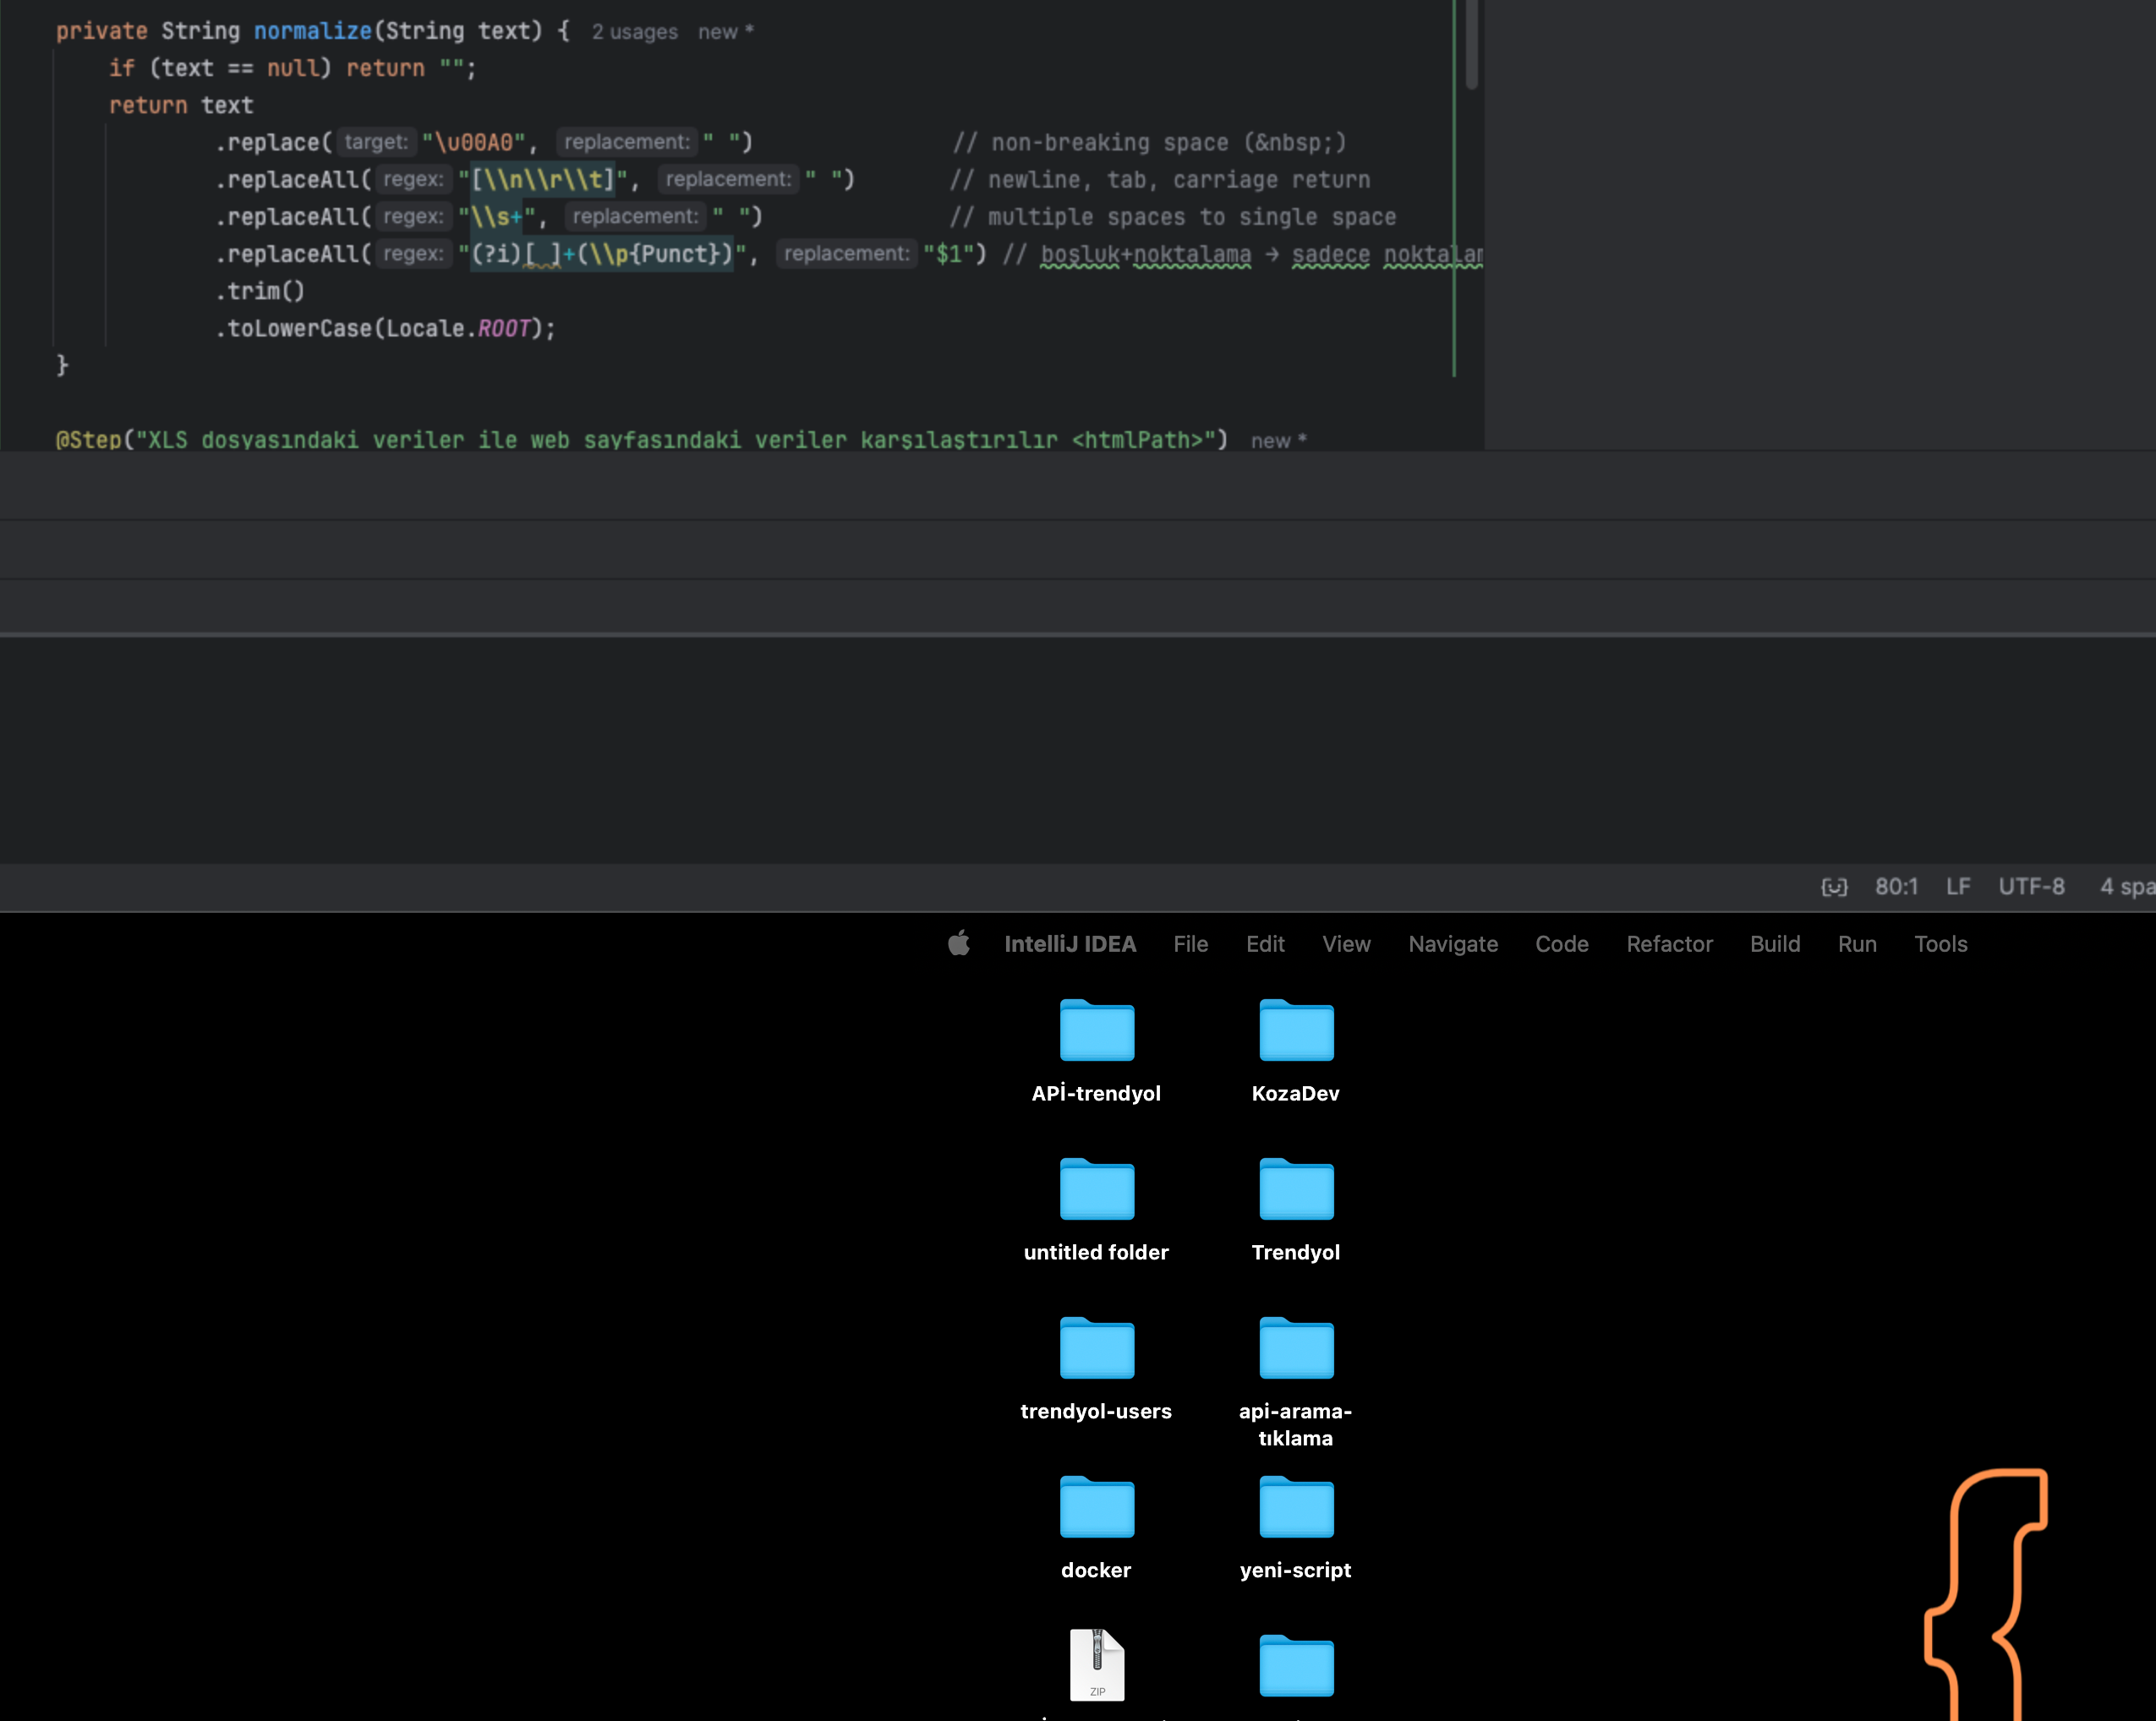 private String normalize(String text) { 2 usages new *
if (text == null) return "";
return text
.replace( target: "\u00A0", replacement: " ") // non-breaking space (&nbsp;)
.replaceAll( regex: "[\\n\\r\\t]", replacement: " ") // newline, tab, carriage return
.replaceAll( regex: "\\s+", replacement: " ") // multiple spaces to single space
.replaceAll( regex: "(?i)[ ]+(\\p{Punct})", replacement: "$1") // boşluk+noktalama → sadece noktalam
.trim()
.toLowerCase(Locale.ROOT);
}
@Step("XLS dosyasındaki veriler ile web sayfasındaki veriler karşılaştırılır <htmlPath>") new *
80:1 LF UTF-8 4 spa
IntelliJ IDEA File Edit View Navigate Code Refactor Build Run Tools
APİ-trendyol KozaDev
untitled folder Trendyol
trendyol-users api-arama-
tıklama
docker yeni-script
ZIP
{